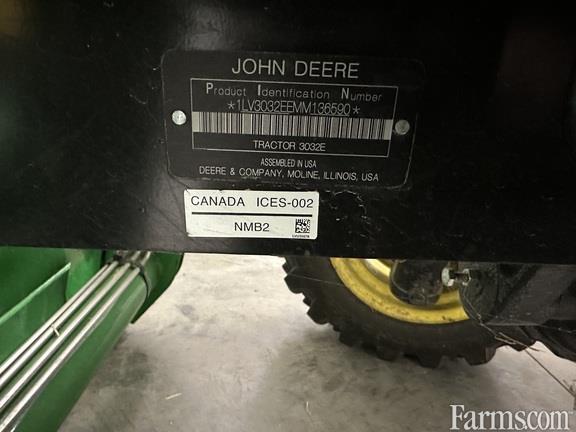 JOHN DEERE
Product Identification Number
*1LV3032EEMM136590*
TRACTOR 3032E
ASSEMBLED IN USA
DEERE & COMPANY, MOLINE, ILLINOIS, USA
CANADA ICES-002
NMB2
Farms.com